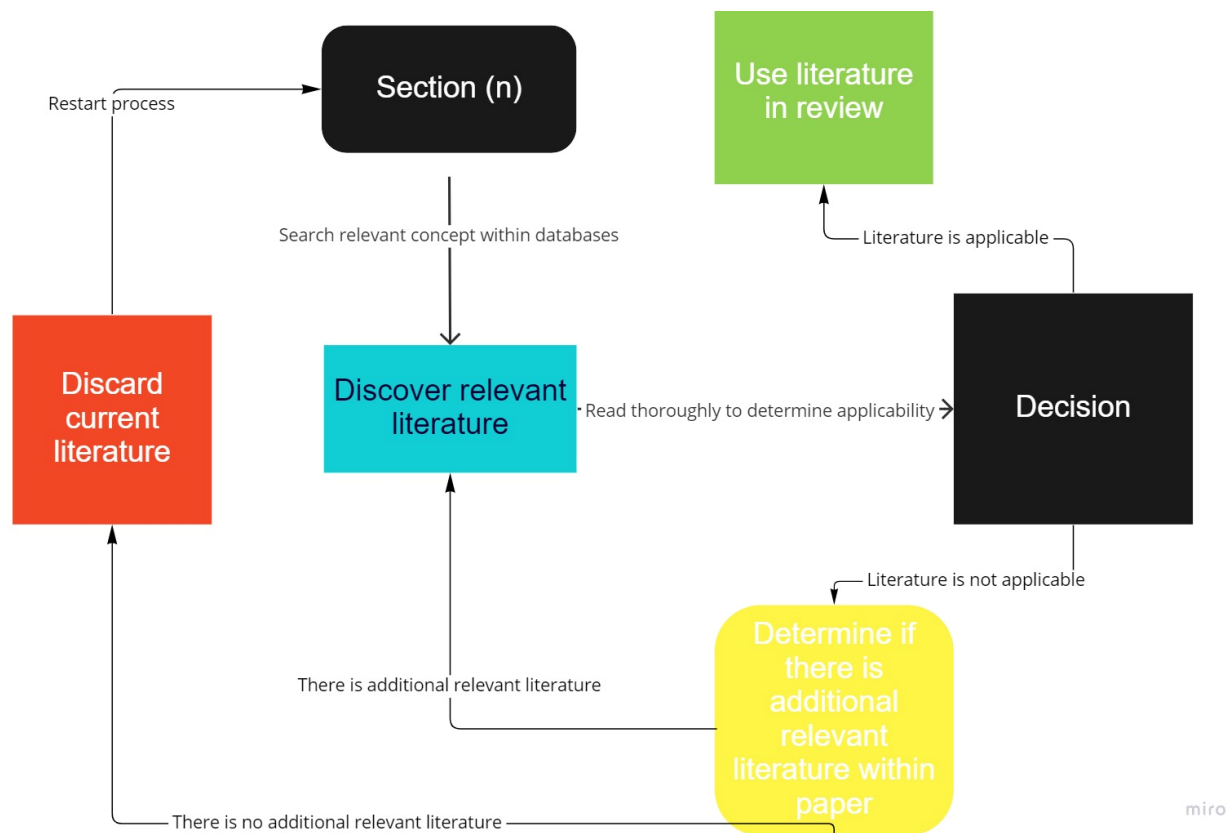 Section (n)
Use literature
in review
Restart process
Search relevant concept within databases
Literature is applicable
Discard
current
literature
Discover relevant
literature
Read thoroughly to determine applicability
Decision
Literature is not applicable
Determine if
there is
additional
relevant
literature within
paper
There is additional relevant literature
There is no additional relevant literature
miro